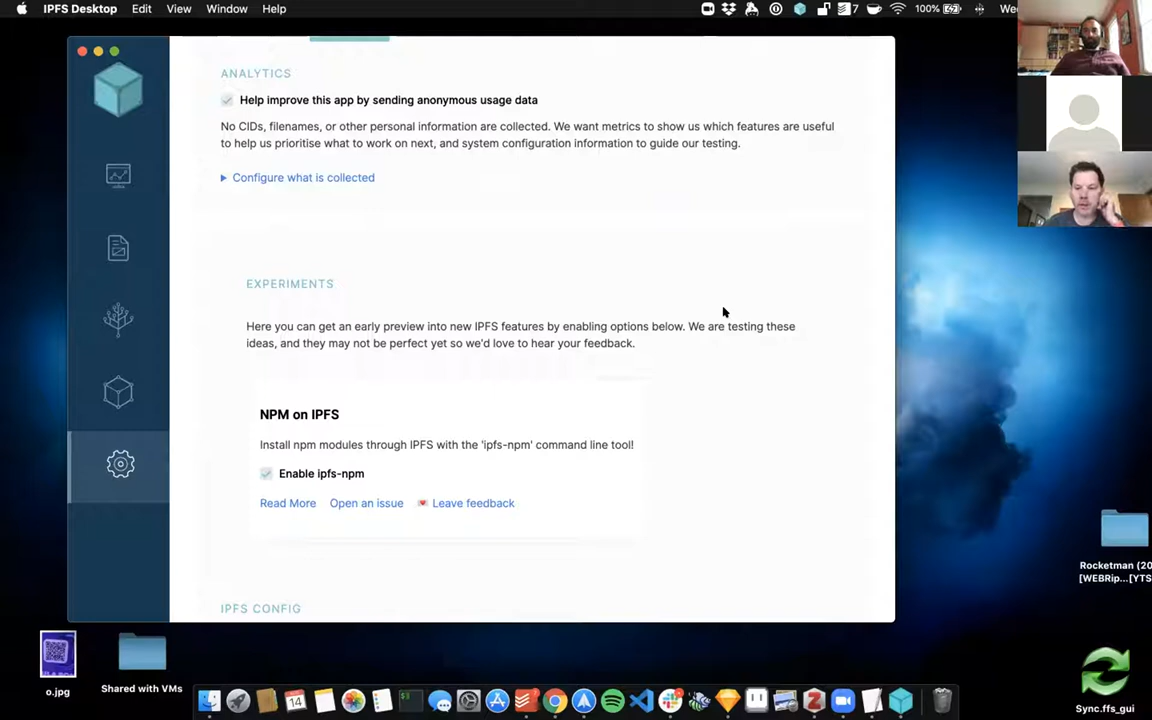 IPFS Desktop Edit View Window Help
7 100% We
ANALYTICS
Help improve this app by sending anonymous usage data
No CIDs, filenames, or other personal information are collected. We want metrics to show us which features are useful
to help us prioritise what to work on next, and system configuration information to guide our testing.
Configure what is collected
EXPERIMENTS
Here you can get an early preview into new IPFS features by enabling options below. We are testing these
ideas, and they may not be perfect yet so we'd love to hear your feedback.
NPM on IPFS
Install npm modules through IPFS with the 'ipfs-npm' command line tool!
Enable ipfs-npm
Read More Open an issue Leave feedback
IPFS CONFIG
Rocketman (20
[WEBRip...[YTS
o.jpg
Shared with VMs
Sync.ffs_gui
14